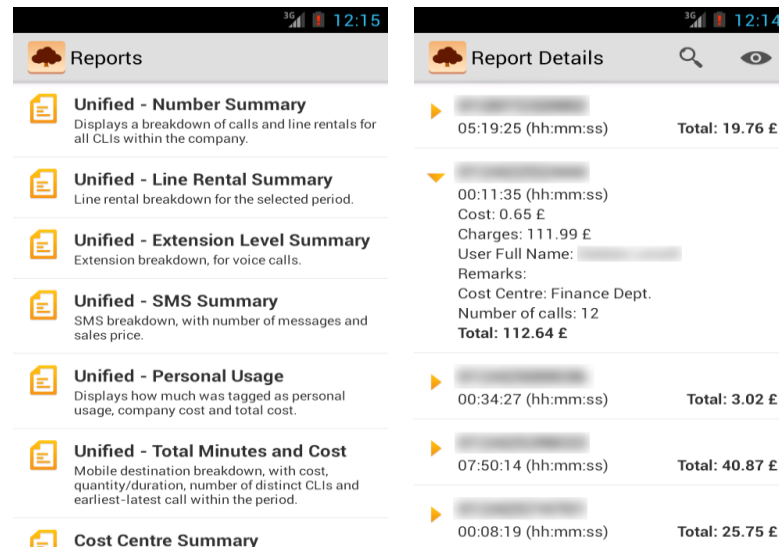 3G 12:15
Reports
Unified - Number Summary
Displays a breakdown of calls and line rentals for
all CLIs within the company.
Unified - Line Rental Summary
Line rental breakdown for the selected period.
Unified - Extension Level Summary
Extension breakdown, for voice calls.
Unified - SMS Summary
SMS breakdown, with number of messages and
sales price.
Unified - Personal Usage
Displays how much was tagged as personal
usage, company cost and total cost.
Unified - Total Minutes and Cost
Mobile destination breakdown, with cost,
quantity/duration, number of distinct CLIs and
earliest-latest call within the period.
Cost Centre Summary
3G 12:14
Report Details
05:19:25 (hh:mm:ss) Total: 19.76 £
00:11:35 (hh:mm:ss)
Cost: 0.65 £
Charges: 111.99 £
User Full Name:
Remarks:
Cost Centre: Finance Dept.
Number of calls: 12
Total: 112.64 £
00:34:27 (hh:mm:ss) Total: 3.02 £
07:50:14 (hh:mm:ss) Total: 40.87 £
00:08:19 (hh:mm:ss) Total: 25.75 £